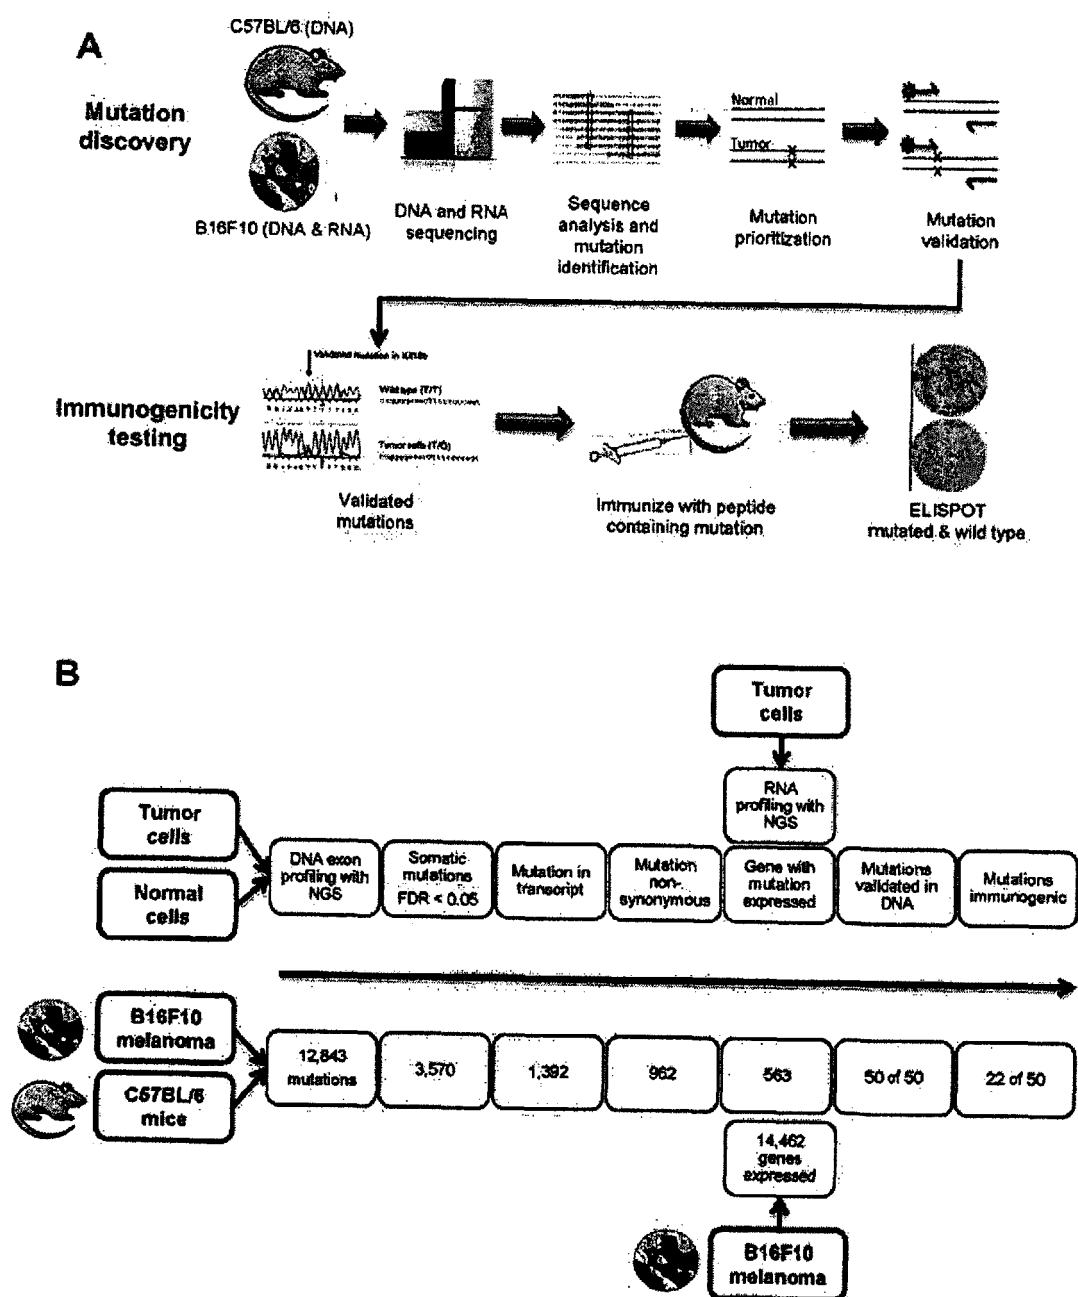 A
C57BL/6 (DNA)
Mutation
discovery
B16F10 (DNA & RNA)
DNA and RNA
sequencing
Sequence
analysis and
mutation
identification
Normal
Tumor
Mutation
prioritization
Mutation
validation
Immunogenicity
testing
Validated mutation in
Wild type (T/T)
Tumor cells (T/G)
Validated
mutations
Immunize with peptide
containing mutation
ELISPOT
mutated & wild type
B
Tumor
cells
RNA
profiling with
NGS
Tumor
cells
Normal
cells
DNA exon
profiling with
NGS
Somatic
mutations
FDR < 0.05
Mutation in
transcript
Mutation
non-
synonymous
Gene with
mutation
expressed
Mutations
validated in
DNA
Mutations
immunogenic
B16F10
melanoma
C57BL/6
mice
12,843
mutations
3,570
1,392
962
563
50 of 50
22 of 50
14,462
genes
expressed
B16F10
melanoma